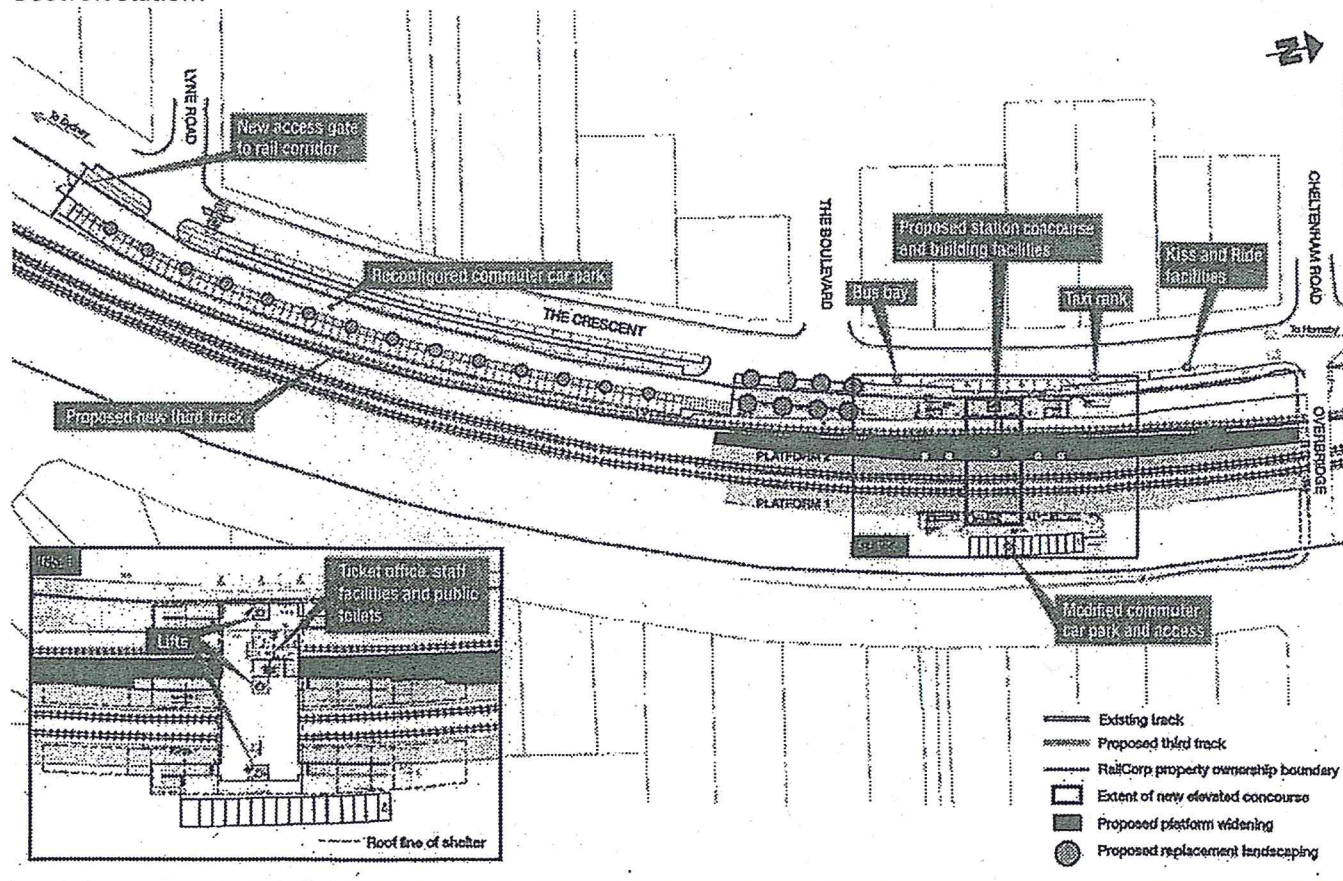 LYNE ROAD
To Sydney
New access gate
to rail corridor
N
THE BOULEVARD
Proposed station concourse
and building facilities
Kiss and Ride
facilities
CHELTENHAM ROAD
Bus bay
Taxi rank
Reconfigured commuter car park
THE CRESCENT
To Hornsby
Proposed new third track
OVERBRIDGE
PLATFORM 2
PLATFORM 1
Ticket office, staff
facilities and public
toilets
Lifts
Modified commuter
car park and access
Roof line of shelter
Existing track
Proposed third track
RailCorp property ownership boundary
Extent of new elevated concourse
Proposed platform widening
Proposed replacement landscaping